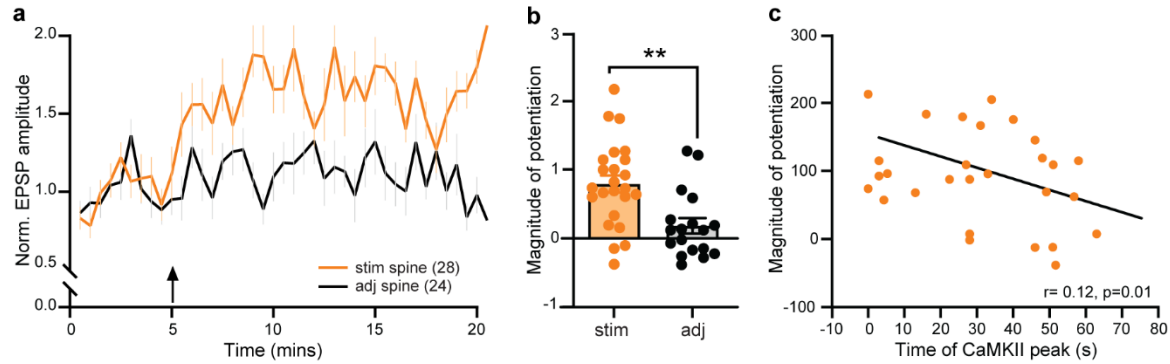 a
Norm. EPSP amplitude
2.0
1.5
1.0
0.5
0.0
0
5
10
15
20
Time (mins)
stim spine (28)
adj spine (24)
b
Magnitude of potentiation
3
2
1
0
-1
**
stim
adj
c
Magnitude of potentiation
300
200
100
0
-100
-10
0
10
20
30
40
50
60
70
80
Time of CaMKII peak (s)
r= 0.12, p=0.01